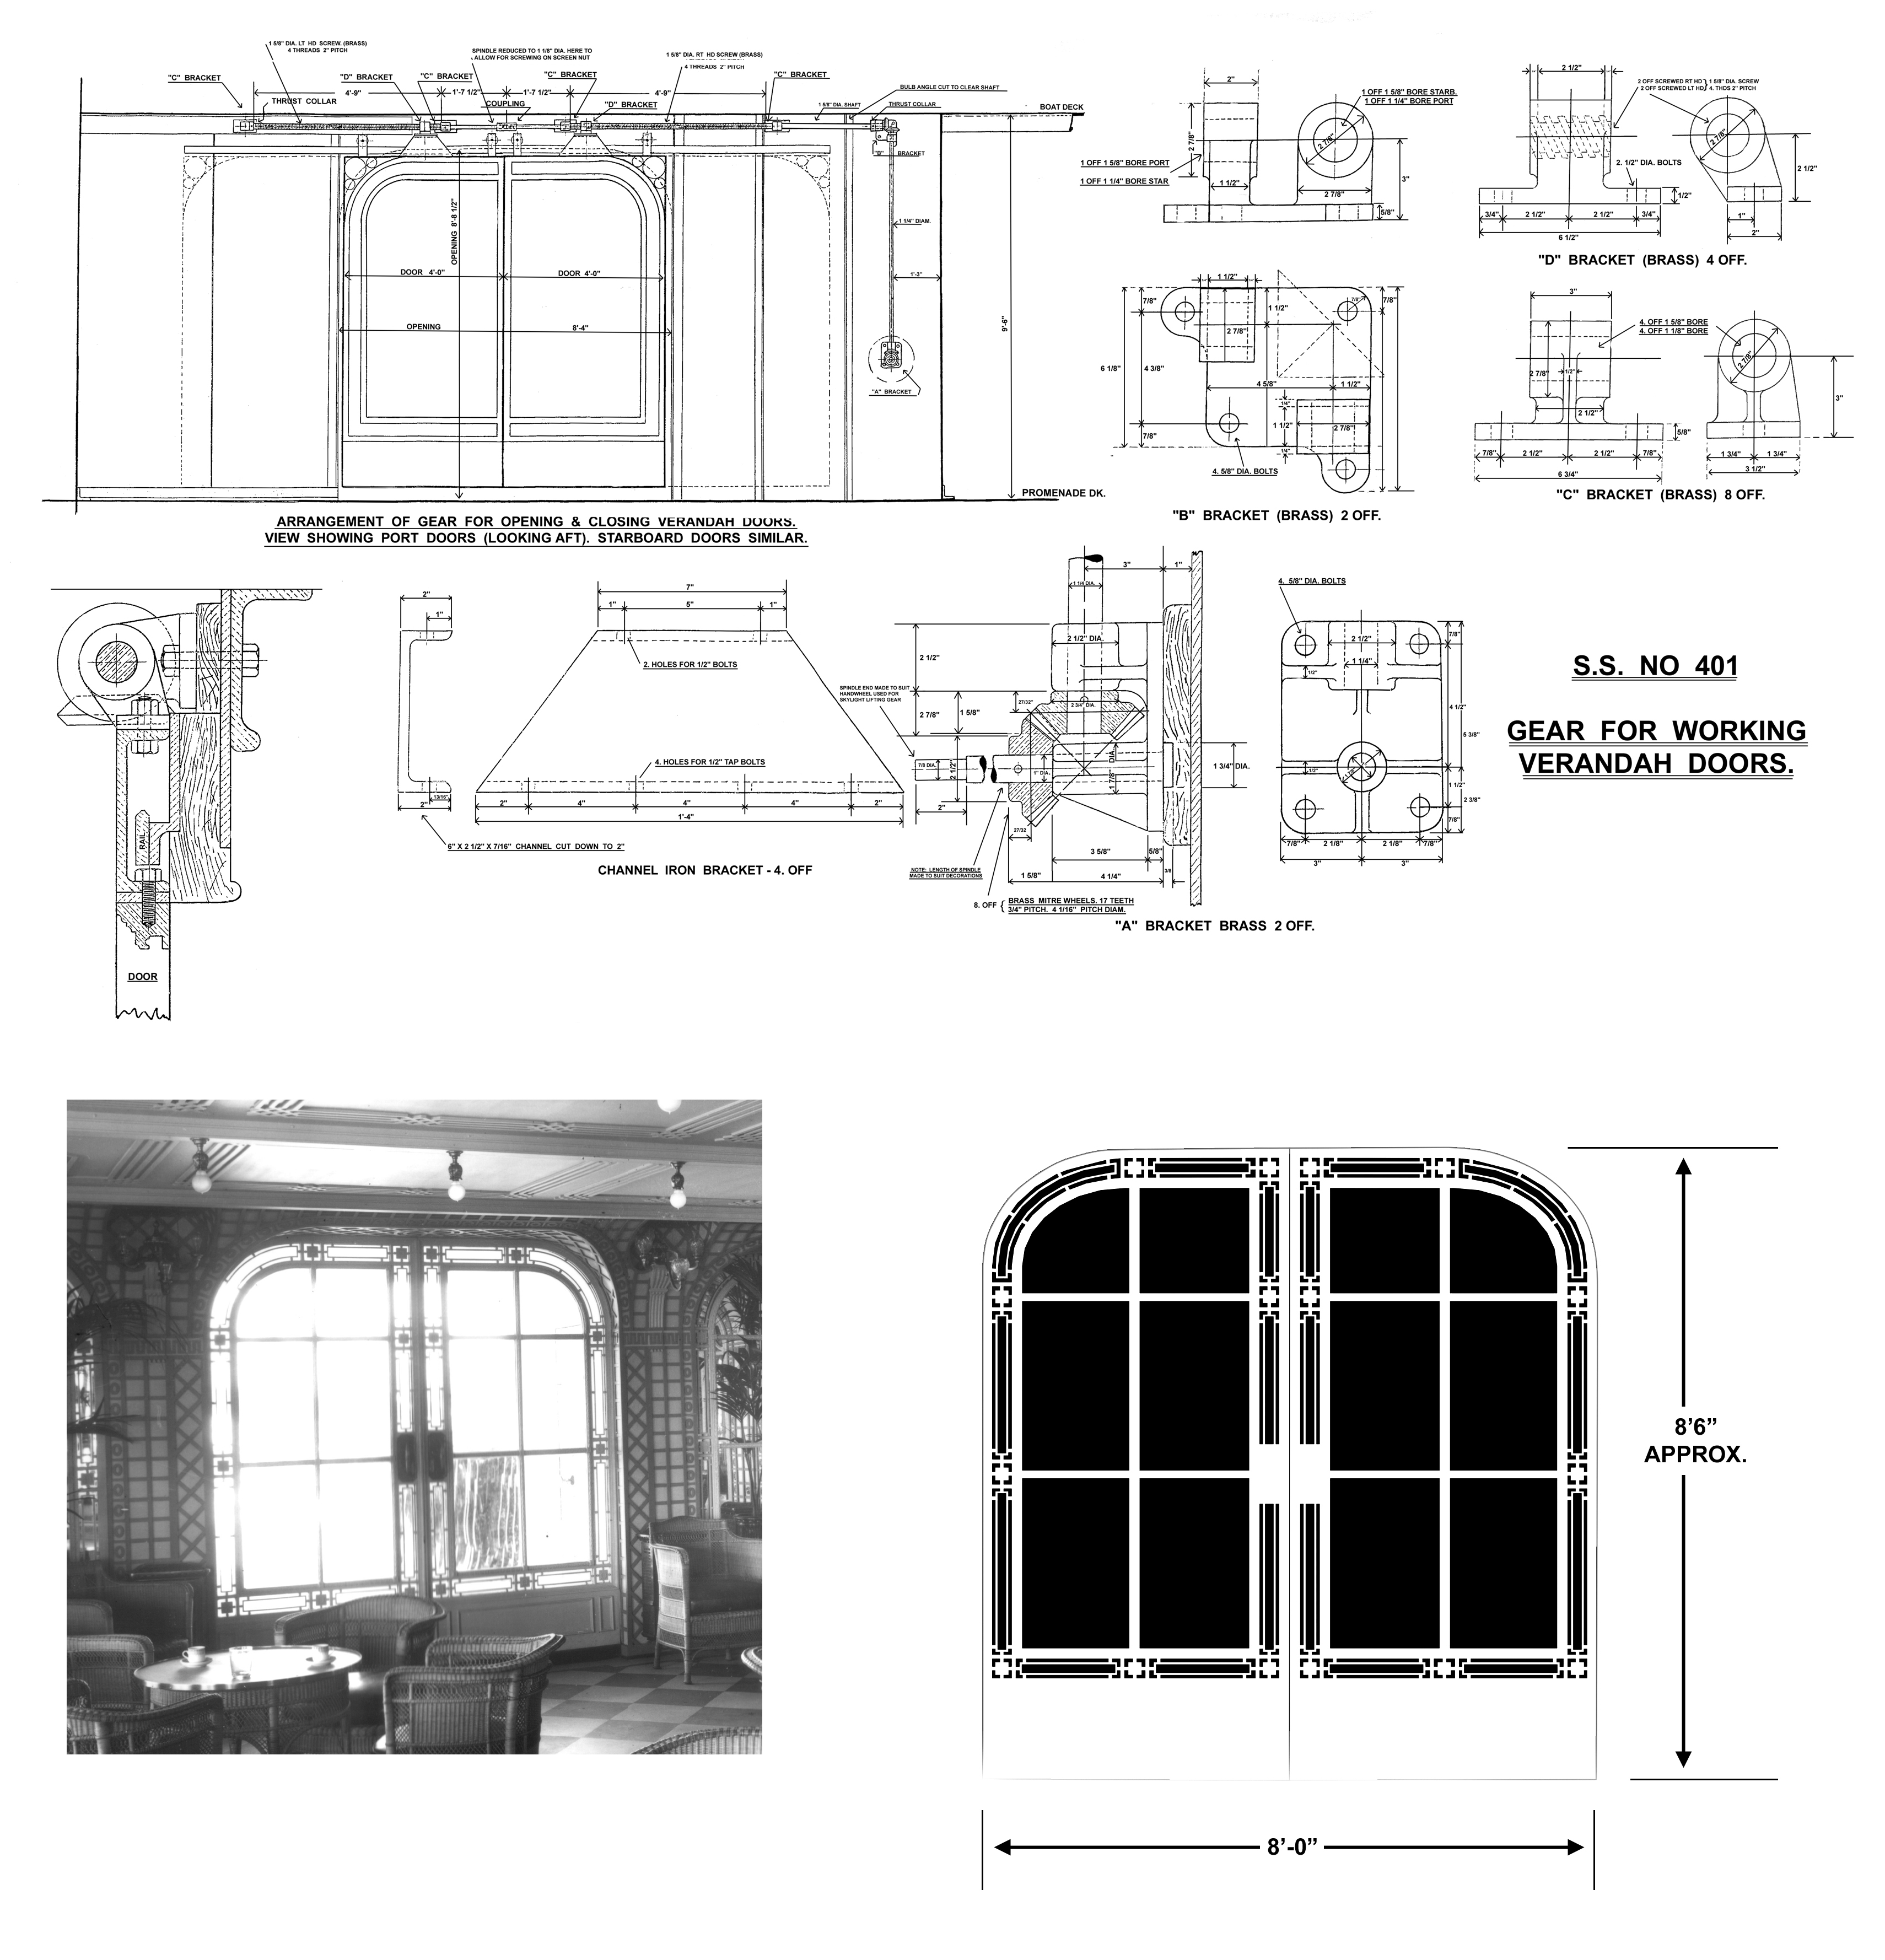 1 5/8" DIA. LT HD SCREW. (BRASS)
4 THREADS 2" PITCH
SPINDLE REDUCED TO 1 1/8" DIA. HERE TO
ALLOW FOR SCREWING ON SCREEN NUT
1 5/8" DIA. RT HD SCREW (BRASS)
4 THREADS 2" PITCH
"C" BRACKET
"D" BRACKET
"C" BRACKET
"C" BRACKET
"C" BRACKET
4'-9"
1'-7 1/2"
1'-7 1/2"
4'-9"
THRUST COLLAR
COUPLING
"D" BRACKET
BULB ANGLE CUT TO CLEAR SHAFT
1 5/8" DIA. SHAFT
THRUST COLLAR
BOAT DECK
"B" BRACKET
OPENING 8'-8 1/2"
1 1/4" DIAM.
DOOR 4'-0"
DOOR 4'-0"
1'-3"
OPENING 8'-4"
9'-6"
"A" BRACKET
PROMENADE DK.
ARRANGEMENT OF GEAR FOR OPENING & CLOSING VERANDAH DOORS.
VIEW SHOWING PORT DOORS (LOOKING AFT). STARBOARD DOORS SIMILAR.
2"
1 OFF 1 5/8" BORE STARB.
1 OFF 1 1/4" BORE PORT
2 7/8"
2 7/8"
1 OFF 1 5/8" BORE PORT
1 OFF 1 1/4" BORE STAR
1 1/2"
2 7/8"
3"
5/8"
1 1/2"
7/8"
1 1/2"
7/8"
7/8"
2 7/8"
6 1/8"
4 3/8"
4 5/8"
1 1/2"
1/4"
1 1/2"
2 7/8"
7/8"
1/4"
4. 5/8" DIA. BOLTS
"B" BRACKET (BRASS) 2 OFF.
2 1/2"
2 OFF SCREWED RT HD } 1 5/8" DIA. SCREW
2 OFF SCREWED LT HD } 4. THDS 2" PITCH
2 7/8"
2. 1/2" DIA. BOLTS
2 1/2"
1/2"
3/4"
2 1/2"
2 1/2"
3/4"
1"
6 1/2"
2"
"D" BRACKET (BRASS) 4 OFF.
3"
4. OFF 1 5/8" BORE
4. OFF 1 1/8" BORE
2 7/8"
2 7/8"
1/2"
3"
2 1/2"
5/8"
7/8"
2 1/2"
2 1/2"
7/8"
1 3/4"
1 3/4"
6 3/4"
3 1/2"
"C" BRACKET (BRASS) 8 OFF.
RAIL
DOOR
2"
1"
13/16"
2"
7"
1"
5"
1"
2. HOLES FOR 1/2" BOLTS
4. HOLES FOR 1/2" TAP BOLTS
2"
4"
4"
4"
2"
1'-4"
6" X 2 1/2" X 7/16" CHANNEL CUT DOWN TO 2"
CHANNEL IRON BRACKET - 4. OFF
3"
1"
1 1/4 DIA.
2 1/2" DIA.
2 1/2"
SPINDLE END MADE TO SUIT
HANDWHEEL USED FOR
SKYLIGHT LIFTING GEAR
27/32"
2 3/4" DIA.
2 7/8"
1 5/8"
7/8 DIA.
2 1/2"
1" DIA.
1 7/8" DIA.
1 3/4" DIA.
2"
27/32
3 5/8"
5/8"
3/8
NOTE: LENGTH OF SPINDLE
MADE TO SUIT DECORATIONS
1 5/8"
4 1/4"
8. OFF { BRASS MITRE WHEELS. 17 TEETH
3/4" PITCH. 4 1/16" PITCH DIAM.
"A" BRACKET BRASS 2 OFF.
4. 5/8" DIA. BOLTS
2 1/2"
7/8"
1 1/4"
1/2"
4 1/2"
5 3/8"
1/2"
1 1/2"
2 3/8"
7/8"
7/8"
2 1/8"
2 1/8"
7/8"
3"
3"
S.S. NO 401
GEAR FOR WORKING
VERANDAH DOORS.
8’6”
APPROX.
8’-0”